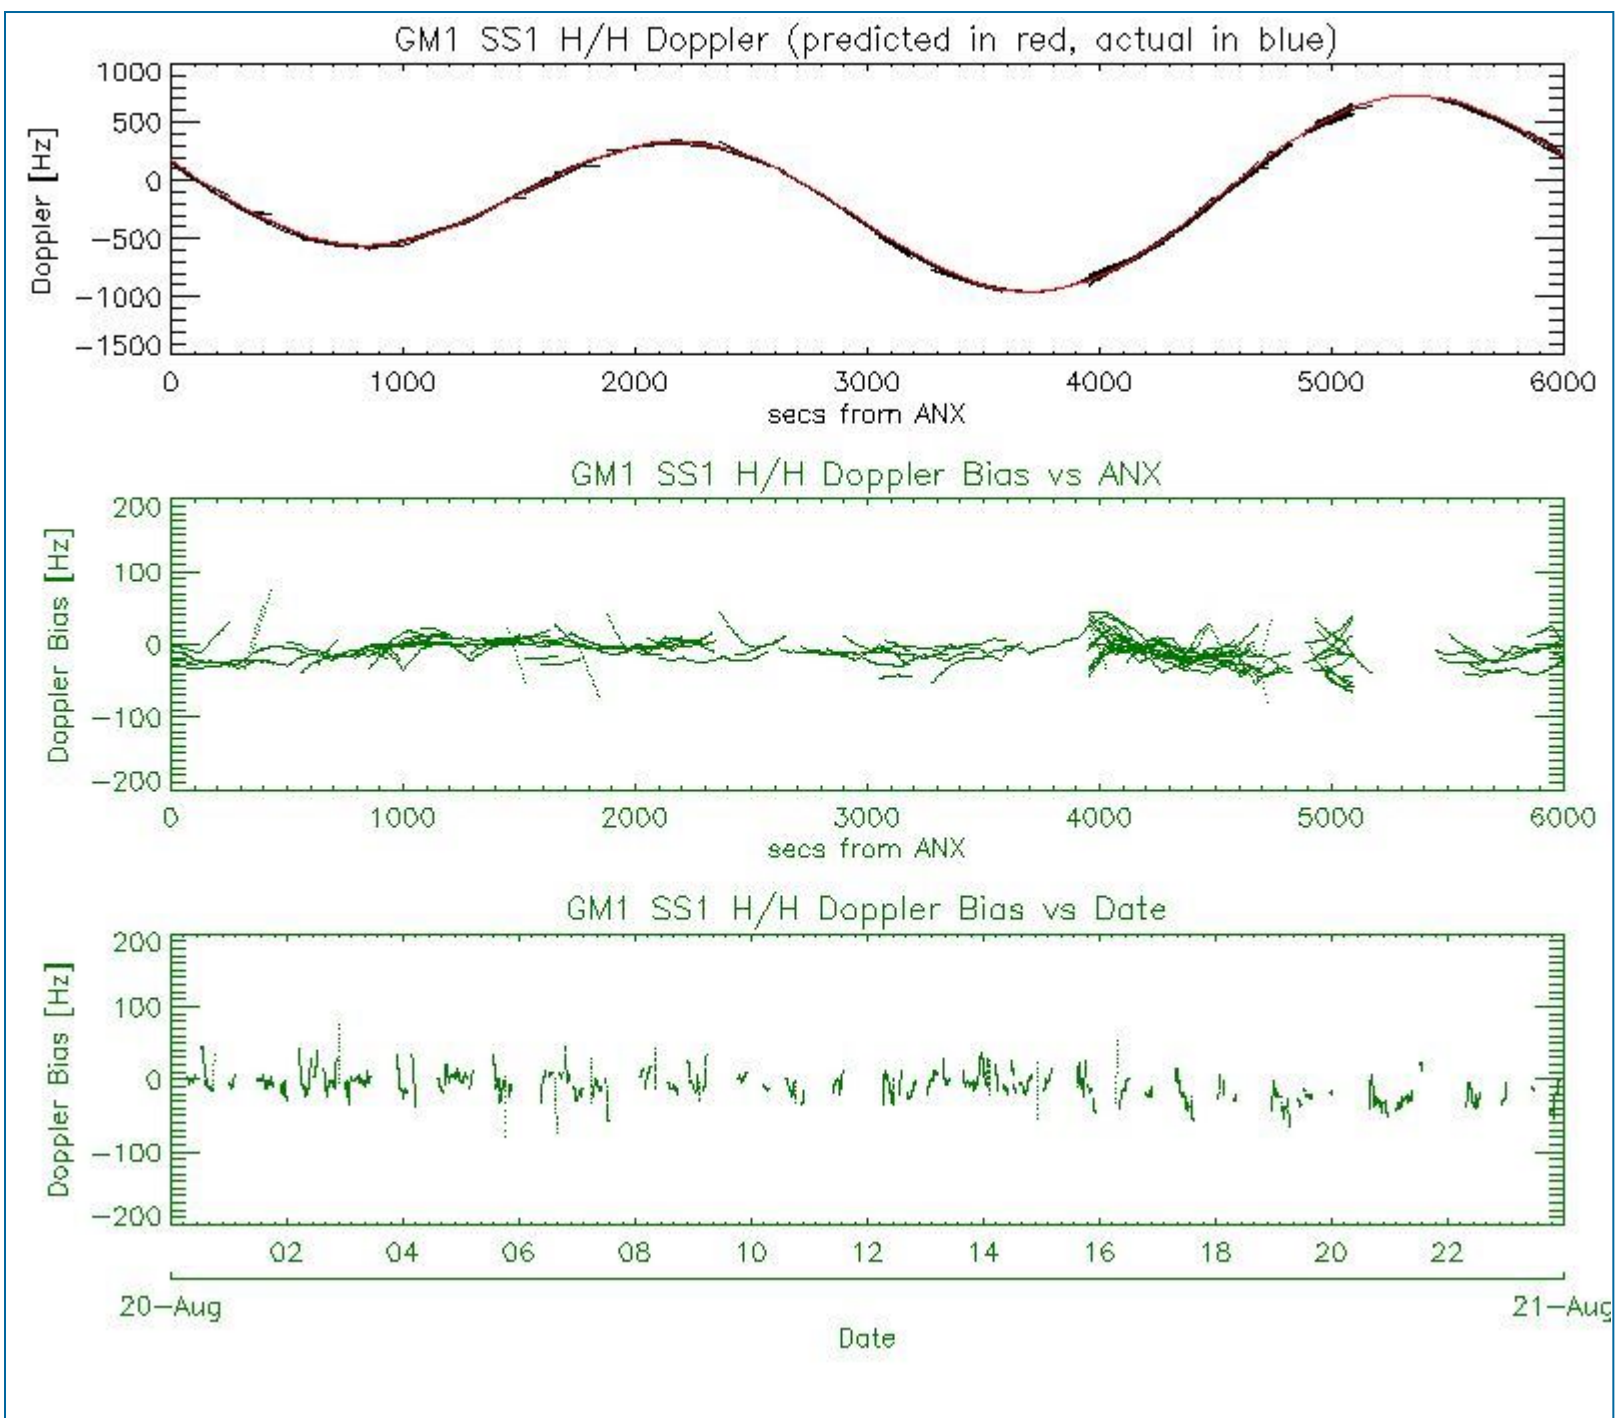 GM1 SS1 H/H Doppler (predicted in red, actual in blue)
1000
500
0
−500
−1000
−1500
Doppler [Hz]
0 1000 2000 3000 4000 5000 6000
secs from ANX
GM1 SS1 H/H Doppler Bias vs ANX
200
100
0
−100
−200
Doppler Bias [Hz]
0 1000 2000 3000 4000 5000 6000
secs from ANX
GM1 SS1 H/H Doppler Bias vs Date
200
100
0
−100
−200
Doppler Bias [Hz]
02 04 06 08 10 12 14 16 18 20 22
20−Aug 21−Aug
Date